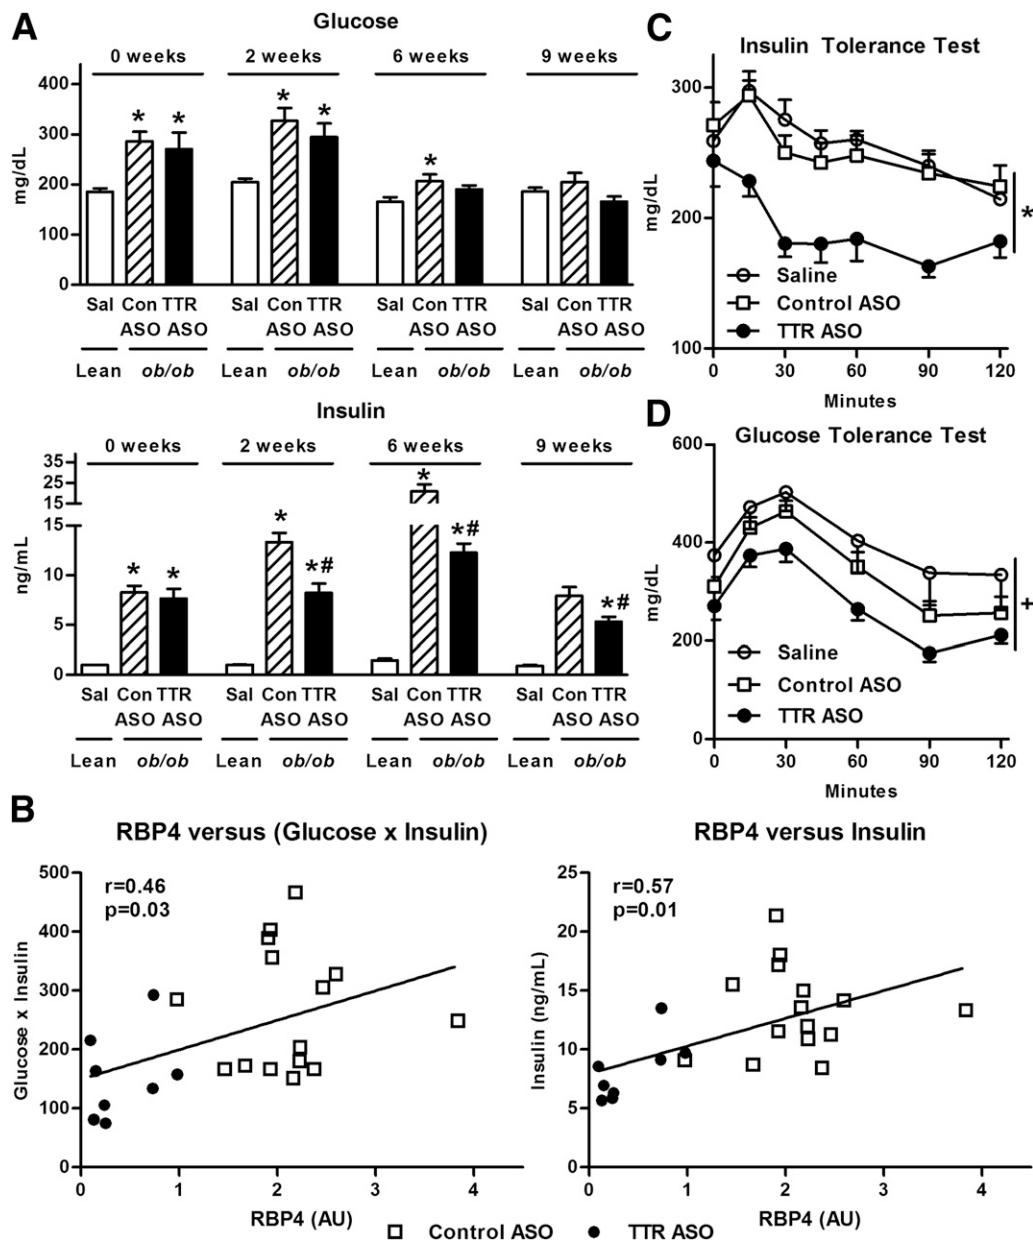 A
Glucose
0 weeks 2 weeks 6 weeks 9 weeks
mg/dL
400
300
200
100
0
* * * * *
Sal Con TTR Sal Con TTR Sal Con TTR Sal Con TTR
ASO ASO ASO ASO ASO ASO ASO ASO
Lean ob/ob Lean ob/ob Lean ob/ob Lean ob/ob
Insulin
0 weeks 2 weeks 6 weeks 9 weeks
ng/mL
35
25
15
15
10
5
0
* * * *# * *# *#
Sal Con TTR Sal Con TTR Sal Con TTR Sal Con TTR
ASO ASO ASO ASO ASO ASO ASO ASO
Lean ob/ob Lean ob/ob Lean ob/ob Lean ob/ob
C
Insulin Tolerance Test
mg/dL
300
200
100
*
Saline
Control ASO
TTR ASO
0 15 30 45 60 90 120
Minutes
D
Glucose Tolerance Test
mg/dL
600
400
200
0
+
Saline
Control ASO
TTR ASO
0 15 30 60 90 120
Minutes
B
RBP4 versus (Glucose x Insulin)
r=0.46
p=0.03
Glucose x Insulin
500
400
300
200
100
0
0 1 2 3 4
RBP4 (AU)
RBP4 versus Insulin
r=0.57
p=0.01
Insulin (ng/mL)
25
20
15
10
5
0
0 1 2 3 4
RBP4 (AU)
Control ASO TTR ASO